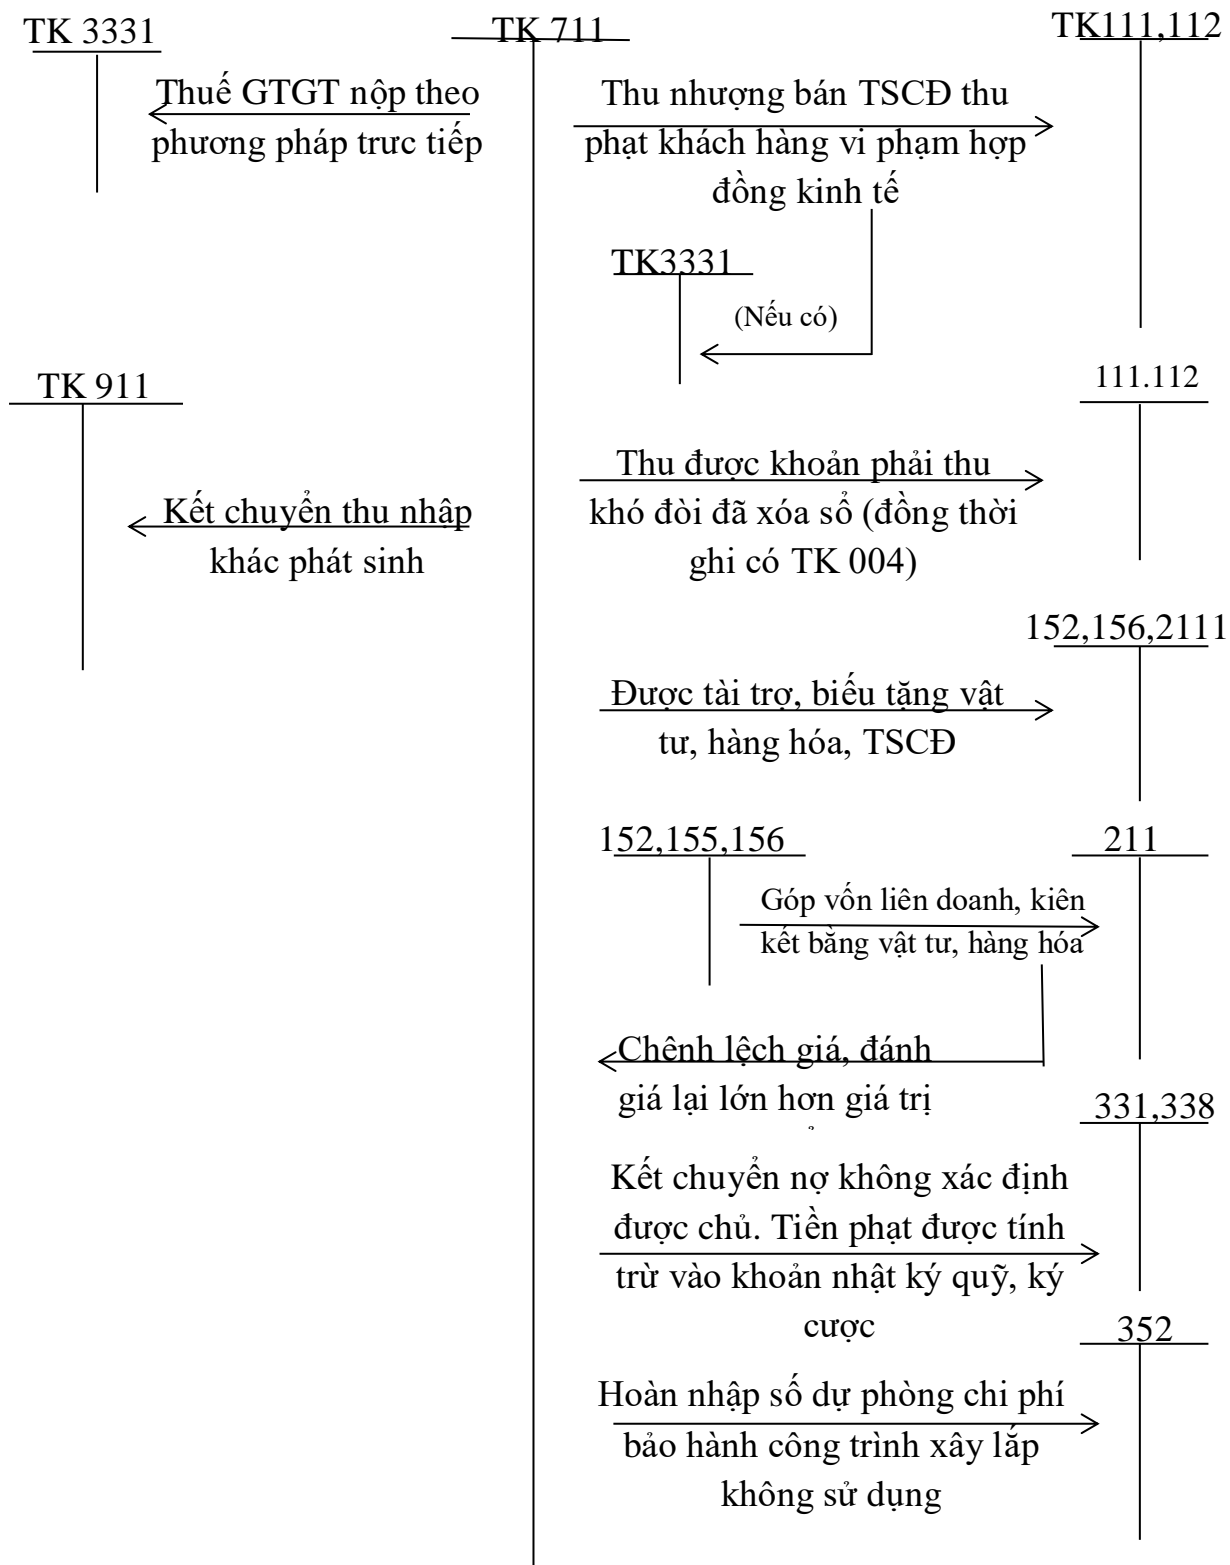 TK 3331
TK 711
TK111,112
Thuế GTGT nộp theo
phương pháp trưc tiếp
Thu nhượng bán TSCĐ thu
phạt khách hàng vi phạm hợp
đồng kinh tế
TK3331
(Nếu có)
TK 911
111.112
Kết chuyển thu nhập
khác phát sinh
Thu được khoản phải thu
khó đòi đã xóa sổ (đồng thời
ghi có TK 004)
152,156,2111
Được tài trợ, biếu tặng vật
tư, hàng hóa, TSCĐ
152,155,156
211
Góp vốn liên doanh, kiên
kết bằng vật tư, hàng hóa
Chênh lệch giá, đánh
giá lại lớn hơn giá trị
331,338
Kết chuyển nợ không xác định
được chủ. Tiền phạt được tính
trừ vào khoản nhật ký quỹ, ký
cược
352
Hoàn nhập số dự phòng chi phí
bảo hành công trình xây lắp
không sử dụng